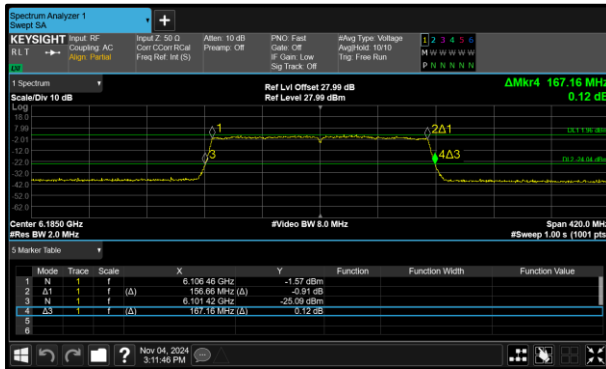 Spectrum Analyzer 1
Swept SA
KEYSIGHT Input: RF Input Z: 50 Ω Atten: 10 dB PNO: Fast #Avg Type: Voltage 1 2 3 4 5 6
RLT Coupling: AC Corr CCorr RCal Preamp: Off Gate: Off Avg|Hold: 10/10 M W W W W W
Align: Partial Freq Ref: Int (S) IF Gain: Low Trig: Free Run
Sig Track: Off P N N N N N
1 Spectrum Ref Lvl Offset 27.99 dB ΔMkr4 167.16 MHz
Scale/Div 10 dB Ref Level 27.99 dBm 0.12 dB
Log
18.0
7.99 1 2Δ1
-2.01
-12.0 3 4Δ3
-22.0 DL2 -24.04 dBm
-32.0
-42.0
-52.0
-62.0
Center 6.1850 GHz #Video BW 8.0 MHz Span 420.0 MHz
#Res BW 2.0 MHz #Sweep 1.00 s (1001 pts
5 Marker Table
Mode Trace Scale X Y Function Function Width Function Value
1 N 1 f 6.106 46 GHz -1.57 dBm
2 Δ1 1 f (Δ) 156.66 MHz (Δ) -0.91 dB
3 N 1 f 6.101 42 GHz -25.09 dBm
4 Δ3 1 f (Δ) 167.16 MHz (Δ) 0.12 dB
5
6
? Nov 04, 2024
3:11:46 PM